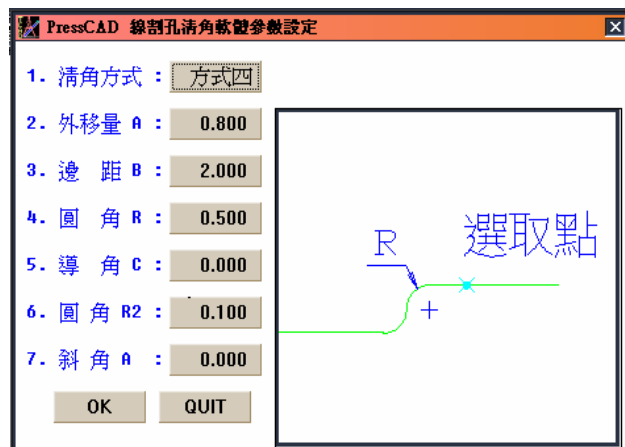 PressCAD 線割孔清角軟體參數設定
1. 清角方式 : 方式四
2. 外移量 A : 0.800
3. 邊 距 B : 2.000
4. 圓 角 R : 0.500
5. 導 角 C : 0.000
6. 圓 角 R2 : 0.100
7. 斜 角 A : 0.000
OK QUIT
R 選取點